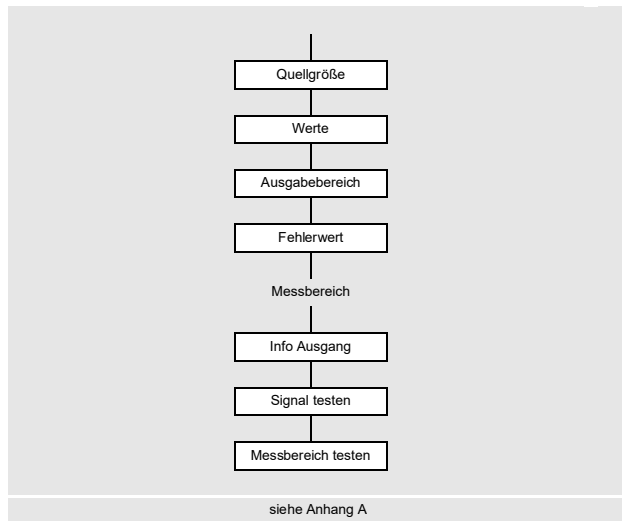 Quellgröße
Werte
Ausgabebereich
Fehlerwert
Messbereich
Info Ausgang
Signal testen
Messbereich testen
siehe Anhang A